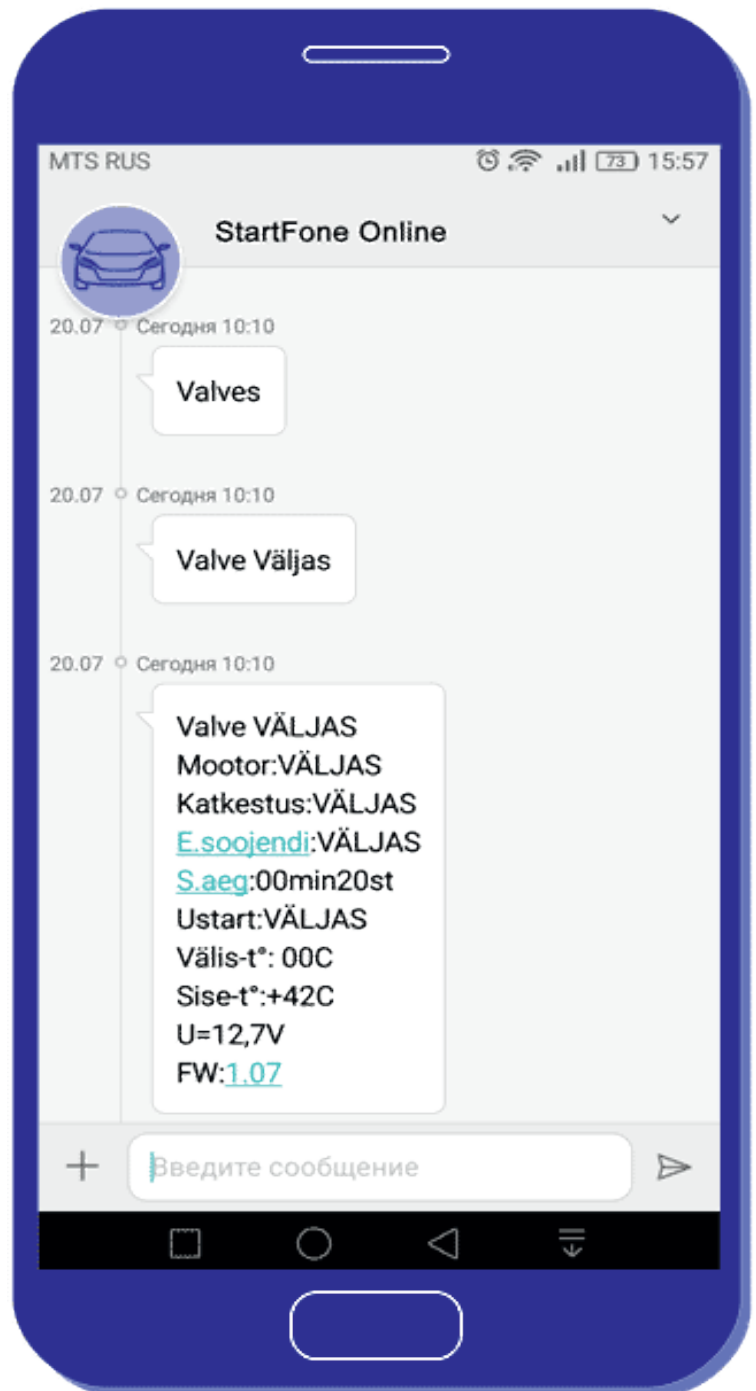 MTS RUS 73 15:57
StartFone Online
20.07 Сегодня 10:10
Valves
20.07 Сегодня 10:10
Valve Väljas
20.07 Сегодня 10:10
Valve VÄLJAS
Mootor:VÄLJAS
Katkestus:VÄLJAS
E.soojendi:VÄLJAS
S.aeg:00min20st
Ustart:VÄLJAS
Välis-t°: 00C
Sise-t°:+42C
U=12,7V
FW:1.07
Введите сообщение